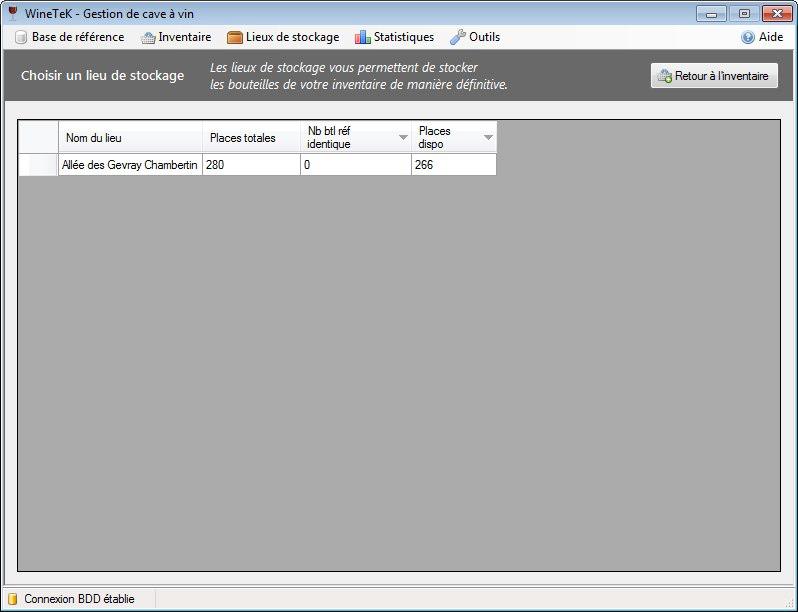 WineTeK - Gestion de cave à vin
Base de référence Inventaire Lieux de stockage Statistiques Outils Aide
Choisir un lieu de stockage
Les lieux de stockage vous permettent de stocker
les bouteilles de votre inventaire de manière définitive.
Retour à l'inventaire
Nom du lieu Places totales Nb btl réf identique Places dispo
Allée des Gevray Chambertin 280 0 266
Connexion BDD établie